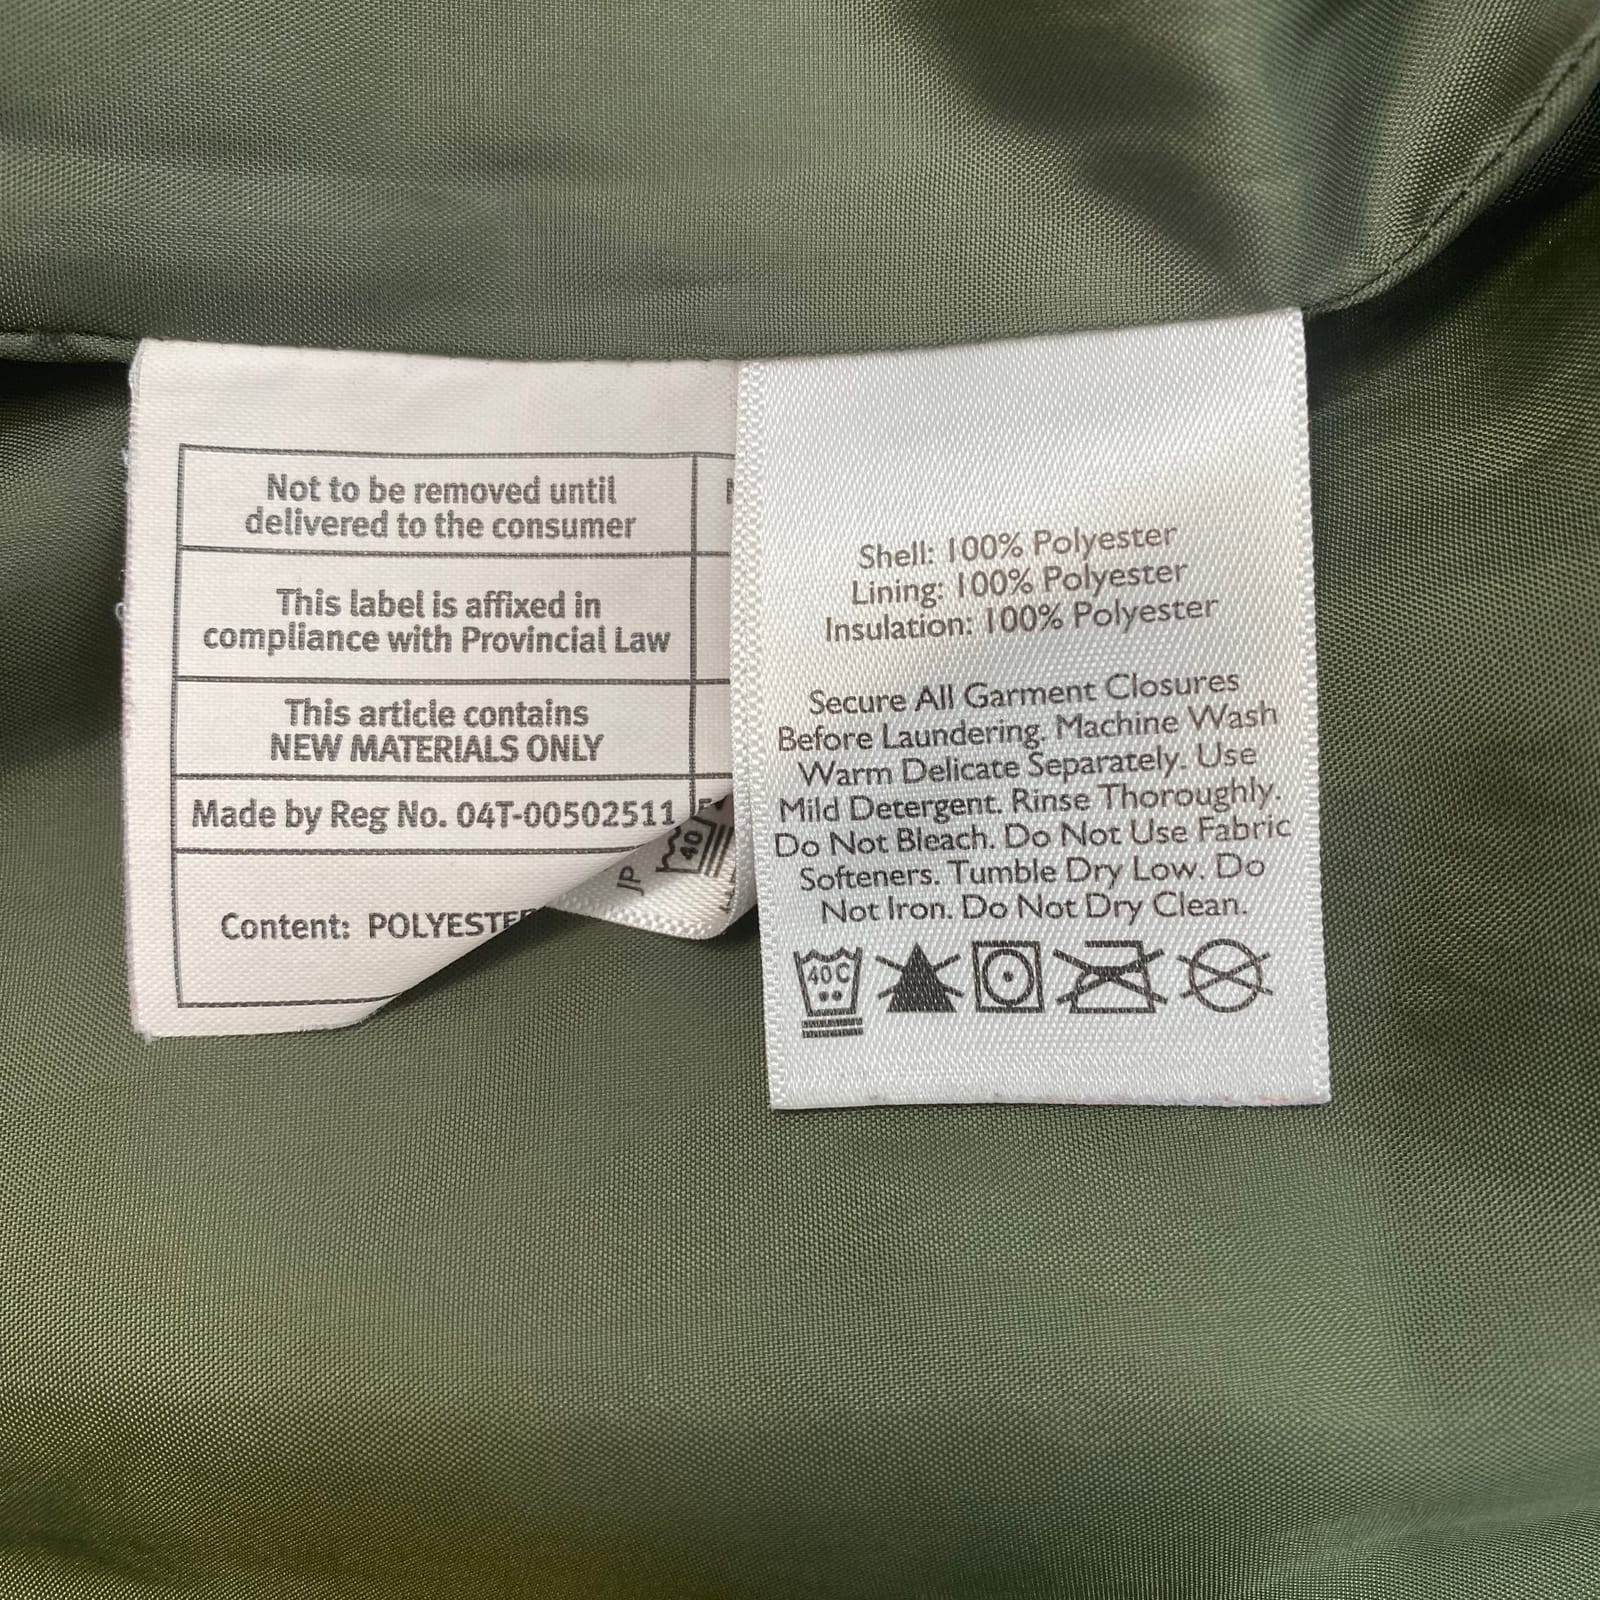 Not to be removed until
delivered to the consumer
This label is affixed in
compliance with Provincial Law
This article contains
NEW MATERIALS ONLY
Made by Reg No. 04T-00502511
Content: POLYESTE
JP
40
Shell: 100% Polyester
Lining: 100% Polyester
Insulation: 100% Polyester
Secure All Garment Closures
Before Laundering. Machine Wash
Warm Delicate Separately. Use
Mild Detergent. Rinse Thoroughly.
Do Not Bleach. Do Not Use Fabric
Softeners. Tumble Dry Low. Do
Not Iron. Do Not Dry Clean.
40C